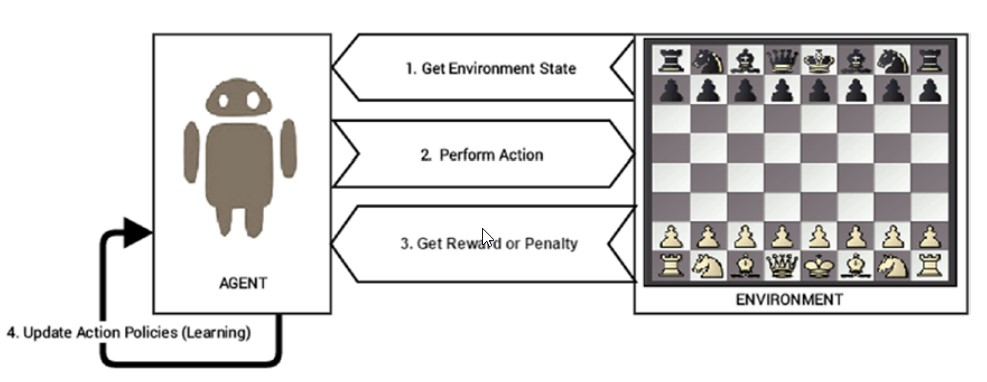 1. Get Environment State
2. Perform Action
3. Get Reward or Penalty
AGENT
ENVIRONMENT
4. Update Action Policies (Learning)